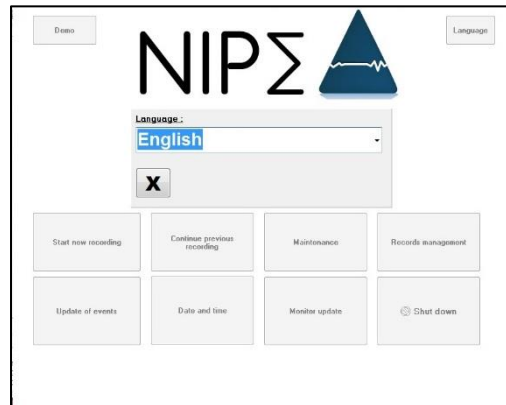 Demo
NIPΣ
Language
Language :
English
X
Start new recording
Continue previous
recording
Maintenance
Records management
Update of events
Date and time
Monitor update
Shut down